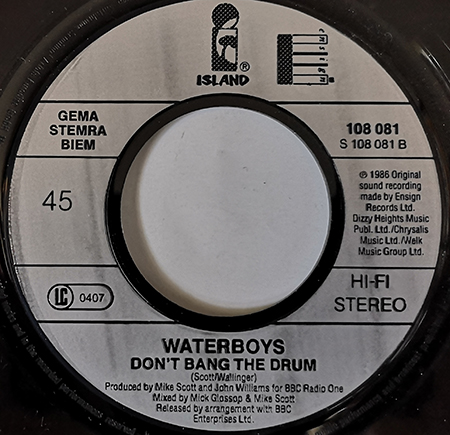 i
®
ISLAND
ensign
GEMA
STEMRA
BIEM
108 081
S 108 081 B
45
℗ 1986 Original
sound recording
made by Ensign
Records Ltd.
Dizzy Heights Music
Publ. Ltd./Chrysalis
Music Ltd./Welk
Music Group Ltd.
LC 0407
HI-FI
STEREO
WATERBOYS
DON'T BANG THE DRUM
(Scott/Wallinger)
Produced by Mike Scott and John Williams for BBC Radio One
Mixed by Mick Glossop & Mike Scott
Released by arrangement with BBC
Enterprises Ltd.